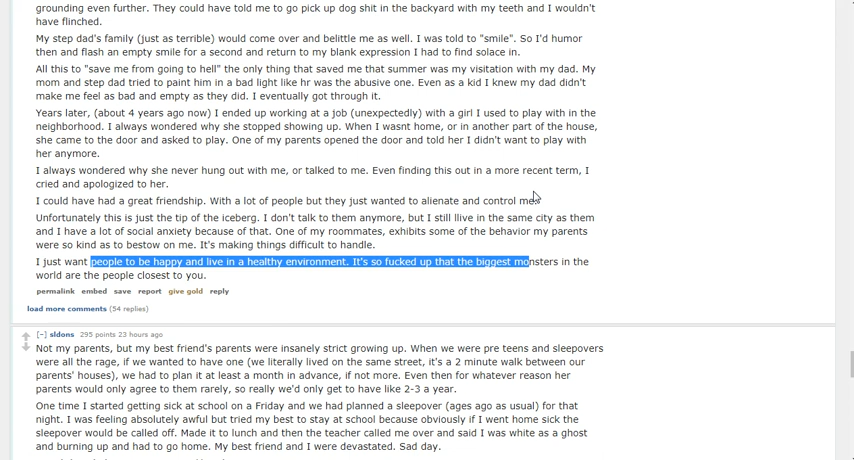 grounding even further. They could have told me to go pick up dog shit in the backyard with my teeth and I wouldn't
have flinched.
My step dad's family (just as terrible) would come over and belittle me as well. I was told to "smile". So I'd humor
then and flash an empty smile for a second and return to my blank expression I had to find solace in.
All this to "save me from going to hell" the only thing that saved me that summer was my visitation with my dad. My
mom and step dad tried to paint him in a bad light like hr was the abusive one. Even as a kid I knew my dad didn't
make me feel as bad and empty as they did. I eventually got through it.
Years later, (about 4 years ago now) I ended up working at a job (unexpectedly) with a girl I used to play with in the
neighborhood. I always wondered why she stopped showing up. When I wasnt home, or in another part of the house,
she came to the door and asked to play. One of my parents opened the door and told her I didn't want to play with
her anymore.
I always wondered why she never hung out with me, or talked to me. Even finding this out in a more recent term, I
cried and apologized to her.
I could have had a great friendship. With a lot of people but they just wanted to alienate and control me.
Unfortunately this is just the tip of the iceberg. I don't talk to them anymore, but I still llive in the same city as them
and I have a lot of social anxiety because of that. One of my roommates, exhibits some of the behavior my parents
were so kind as to bestow on me. It's making things difficult to handle.
I just want people to be happy and live in a healthy environment. It's so fucked up that the biggest monsters in the
world are the people closest to you.
permalink embed save report give gold reply
load more comments (54 replies)
[–] sldons 295 points 23 hours ago
Not my parents, but my best friend's parents were insanely strict growing up. When we were pre teens and sleepovers
were all the rage, if we wanted to have one (we literally lived on the same street, it's a 2 minute walk between our
parents' houses), we had to plan it at least a month in advance, if not more. Even then for whatever reason her
parents would only agree to them rarely, so really we'd only get to have like 2-3 a year.
One time I started getting sick at school on a Friday and we had planned a sleepover (ages ago as usual) for that
night. I was feeling absolutely awful but tried my best to stay at school because obviously if I went home sick the
sleepover would be called off. Made it to lunch and then the teacher called me over and said I was white as a ghost
and burning up and had to go home. My best friend and I were devastated. Sad day.